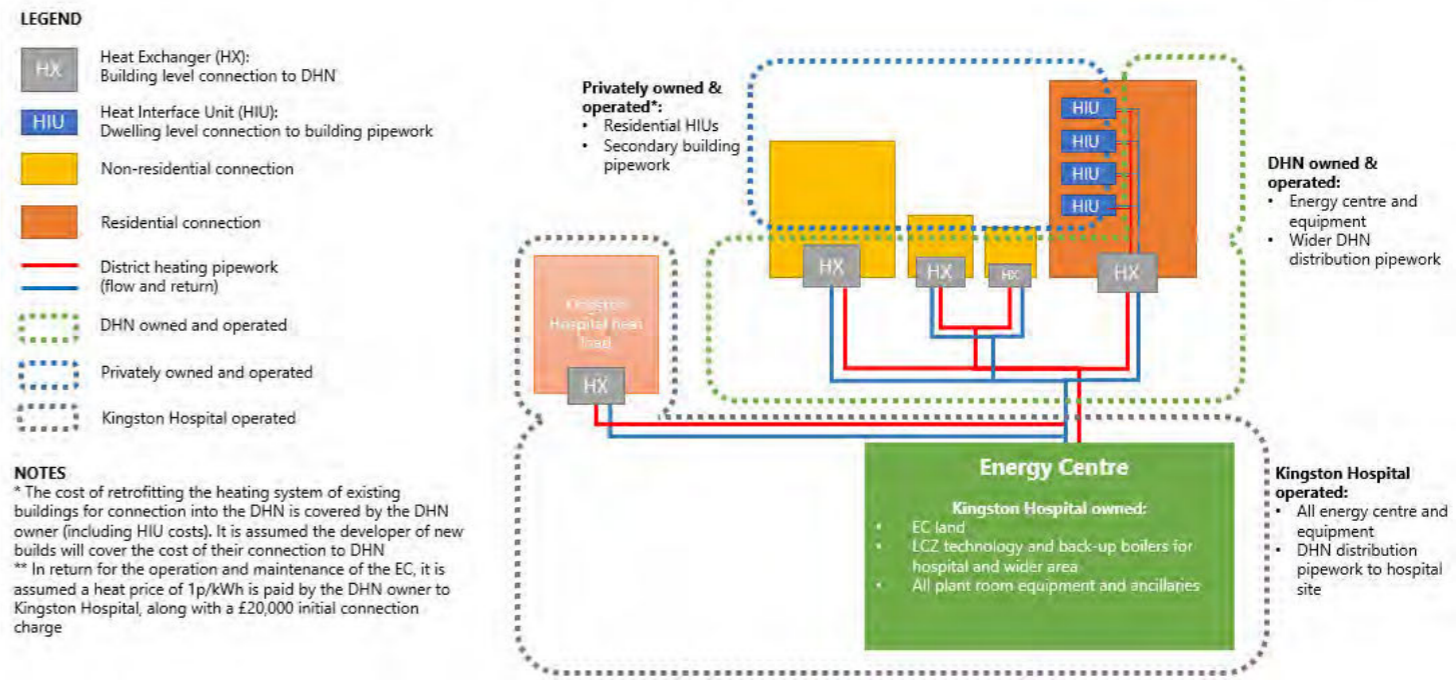 LEGEND
HX
Heat Exchanger (HX):
Building level connection to DHN
HIU
Heat Interface Unit (HIU):
Dwelling level connection to building pipework
Non-residential connection
Residential connection
District heating pipework
(flow and return)
DHN owned and operated
Privately owned and operated
Kingston Hospital operated
NOTES
* The cost of retrofitting the heating system of existing
buildings for connection into the DHN is covered by the DHN
owner (including HIU costs). It is assumed the developer of new
builds will cover the cost of their connection to DHN
** In return for the operation and maintenance of the EC, it is
assumed a heat price of 1p/kWh is paid by the DHN owner to
Kingston Hospital, along with a £20,000 initial connection
charge
Privately owned &
operated*:
• Residential HIUs
• Secondary building
pipework
HIU
HIU
HIU
HIU
HX
HX
HX
HX
DHN owned &
operated:
• Energy centre and
equipment
• Wider DHN
distribution pipework
Kingston
Hospital heat
load
HX
Energy Centre
Kingston Hospital owned:
• EC land
• LCZ technology and back-up boilers for
hospital and wider area
• All plant room equipment and ancillaries
Kingston Hospital
operated:
• All energy centre and
equipment
• DHN distribution
pipework to hospital
site